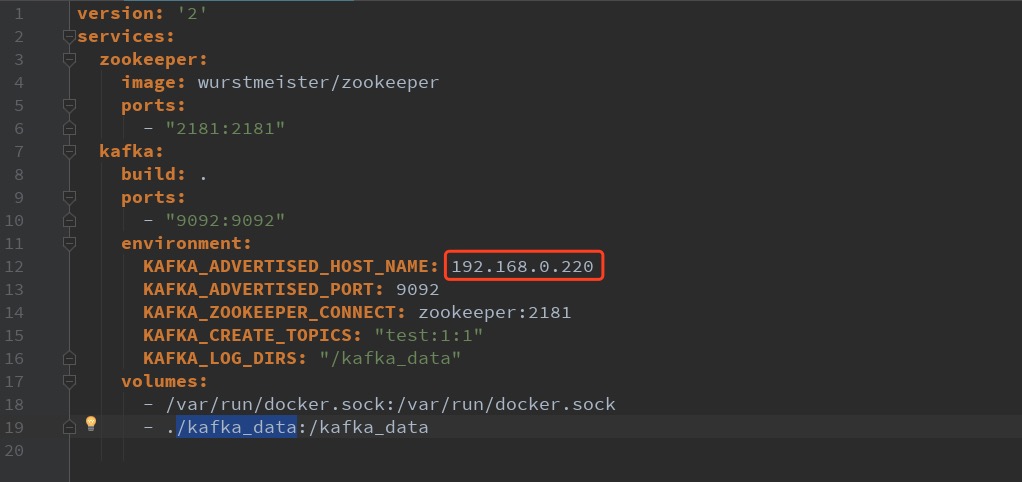 1 version: '2'
2 services:
3   zookeeper:
4     image: wurstmeister/zookeeper
5     ports:
6       - "2181:2181"
7   kafka:
8     build: .
9     ports:
10       - "9092:9092"
11     environment:
12       KAFKA_ADVERTISED_HOST_NAME: 192.168.0.220
13       KAFKA_ADVERTISED_PORT: 9092
14       KAFKA_ZOOKEEPER_CONNECT: zookeeper:2181
15       KAFKA_CREATE_TOPICS: "test:1:1"
16       KAFKA_LOG_DIRS: "/kafka_data"
17     volumes:
18       - /var/run/docker.sock:/var/run/docker.sock
19       - ./kafka_data:/kafka_data
20